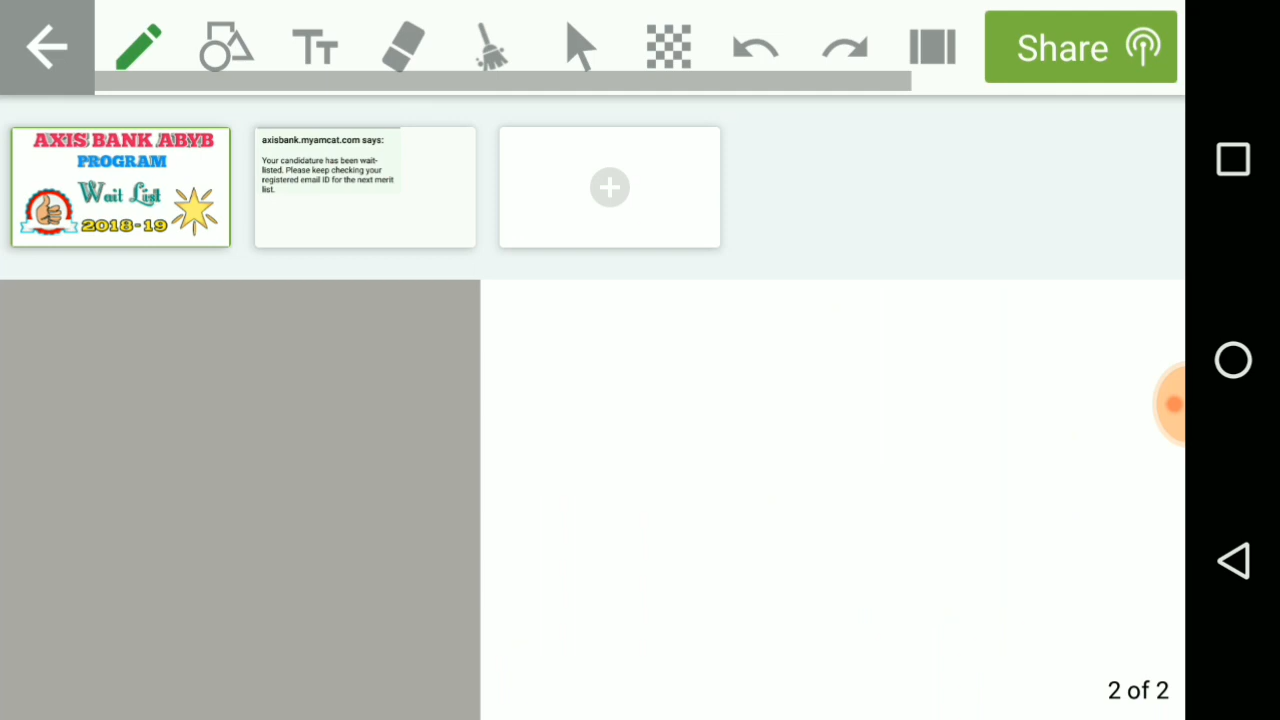 TT
Share
AXIS BANK ABYB
PROGRAM
Wait List
2018-19
axisbank.myamcat.com says:
Your candidature has been wait-
listed. Please keep checking your
registered email ID for the next merit
list.
2 of 2